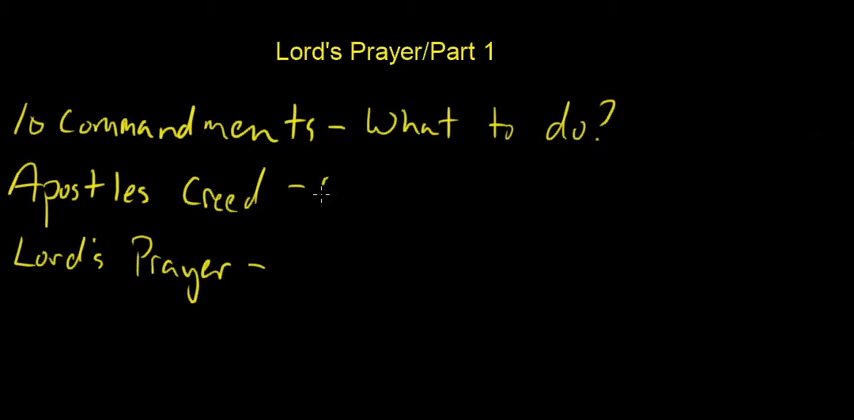 Lord's Prayer/Part 1
10 Commandments - What to do?
Apostles Creed -
Lord's Prayer -